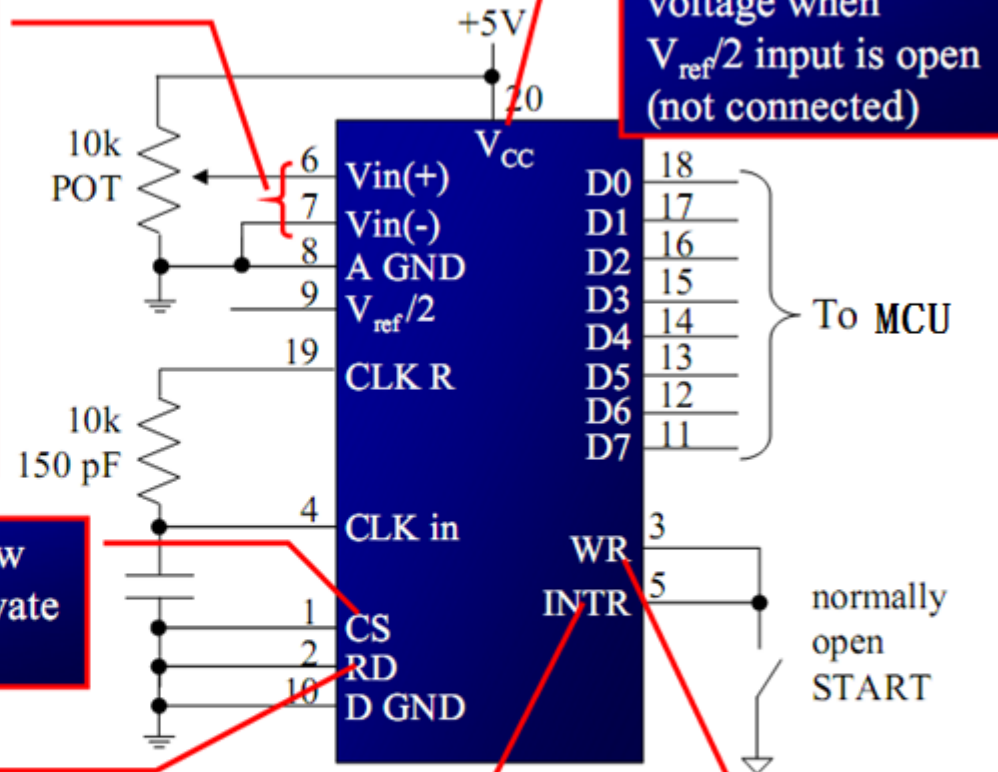 +5V
voltage when
Vref/2 input is open
(not connected)
20
VCC
10k
POT
6
Vin(+)
7
Vin(-)
8
A GND
9
Vref/2
19
CLK R
10k
150 pF
4
CLK in
1
CS
2
RD
10
D GND
D0
18
D1
17
D2
16
D3
15
D4
14
D5
13
D6
12
D7
11
To MCU
WR
3
INTR
5
normally
open
START